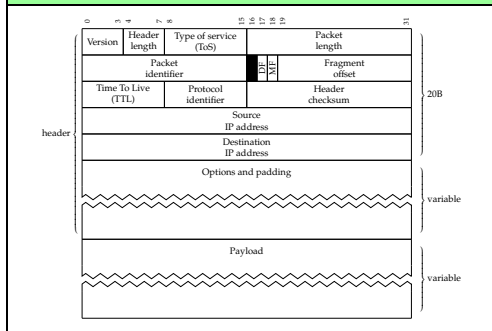 0 3 4 7 8 15 16 17 18 19 31
Version Header length Type of service (ToS) Packet length
Packet identifier DF MF Fragment offset
Time To Live (TTL) Protocol identifier Header checksum
20B
Source IP address
header
Destination IP address
Options and padding
variable
Payload
variable